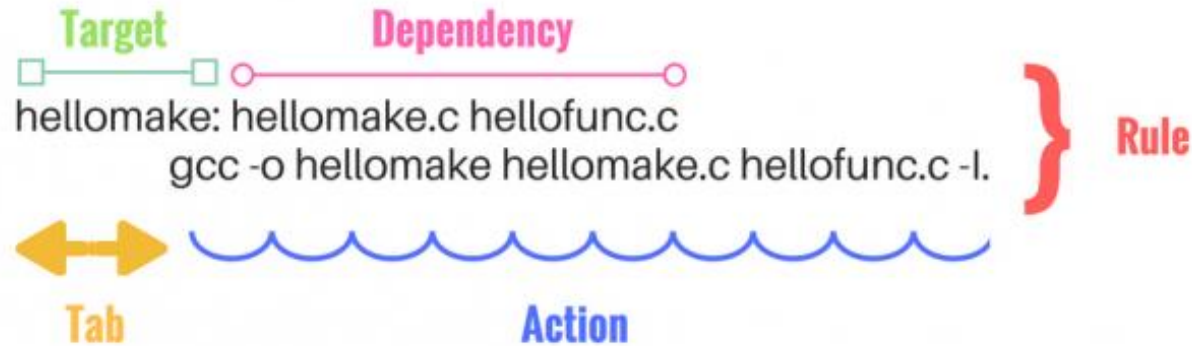 Target Dependency
hellomake: hellomake.c hellofunc.c
gcc -o hellomake hellomake.c hellofunc.c -I.
Rule
Tab Action